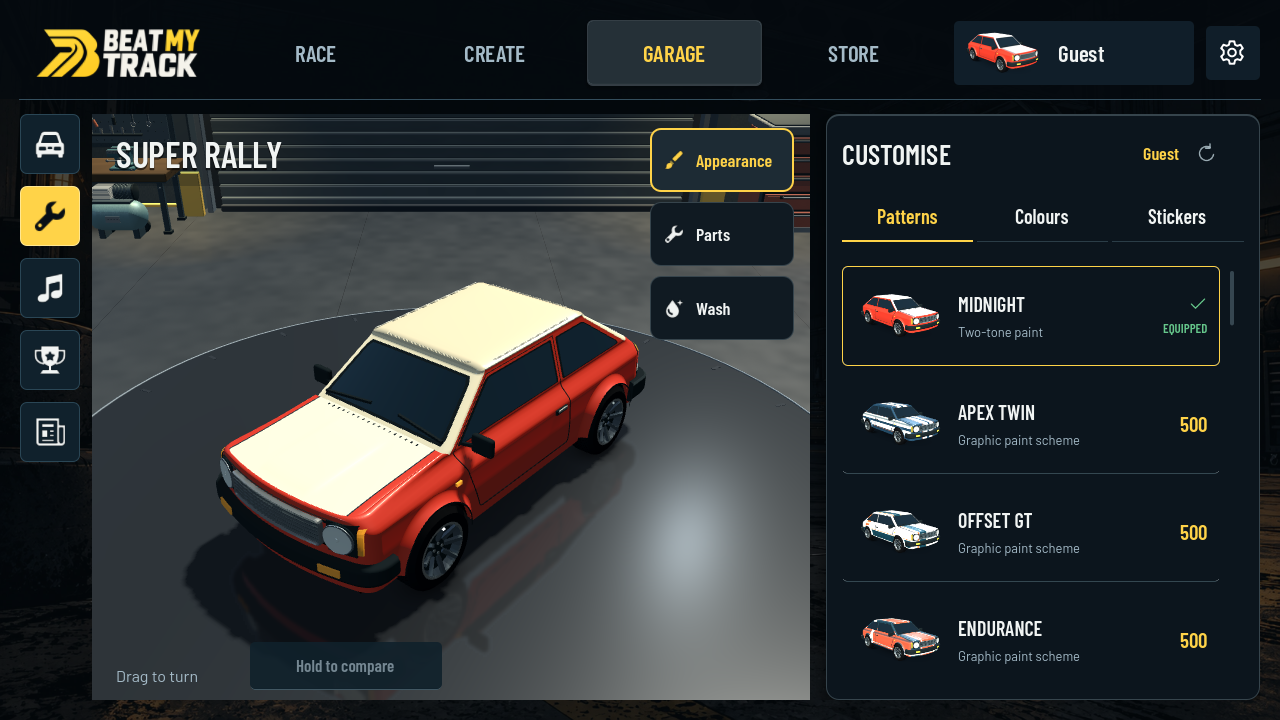 BEAT MY
TRACK
RACE
CREATE
GARAGE
STORE
Guest
SUPER RALLY
Appearance
Parts
Wash
Drag to turn
Hold to compare
CUSTOMISE
Guest
Patterns
Colours
Stickers
MIDNIGHT
Two-tone paint
EQUIPPED
APEX TWIN
Graphic paint scheme
500
OFFSET GT
Graphic paint scheme
500
ENDURANCE
Graphic paint scheme
500